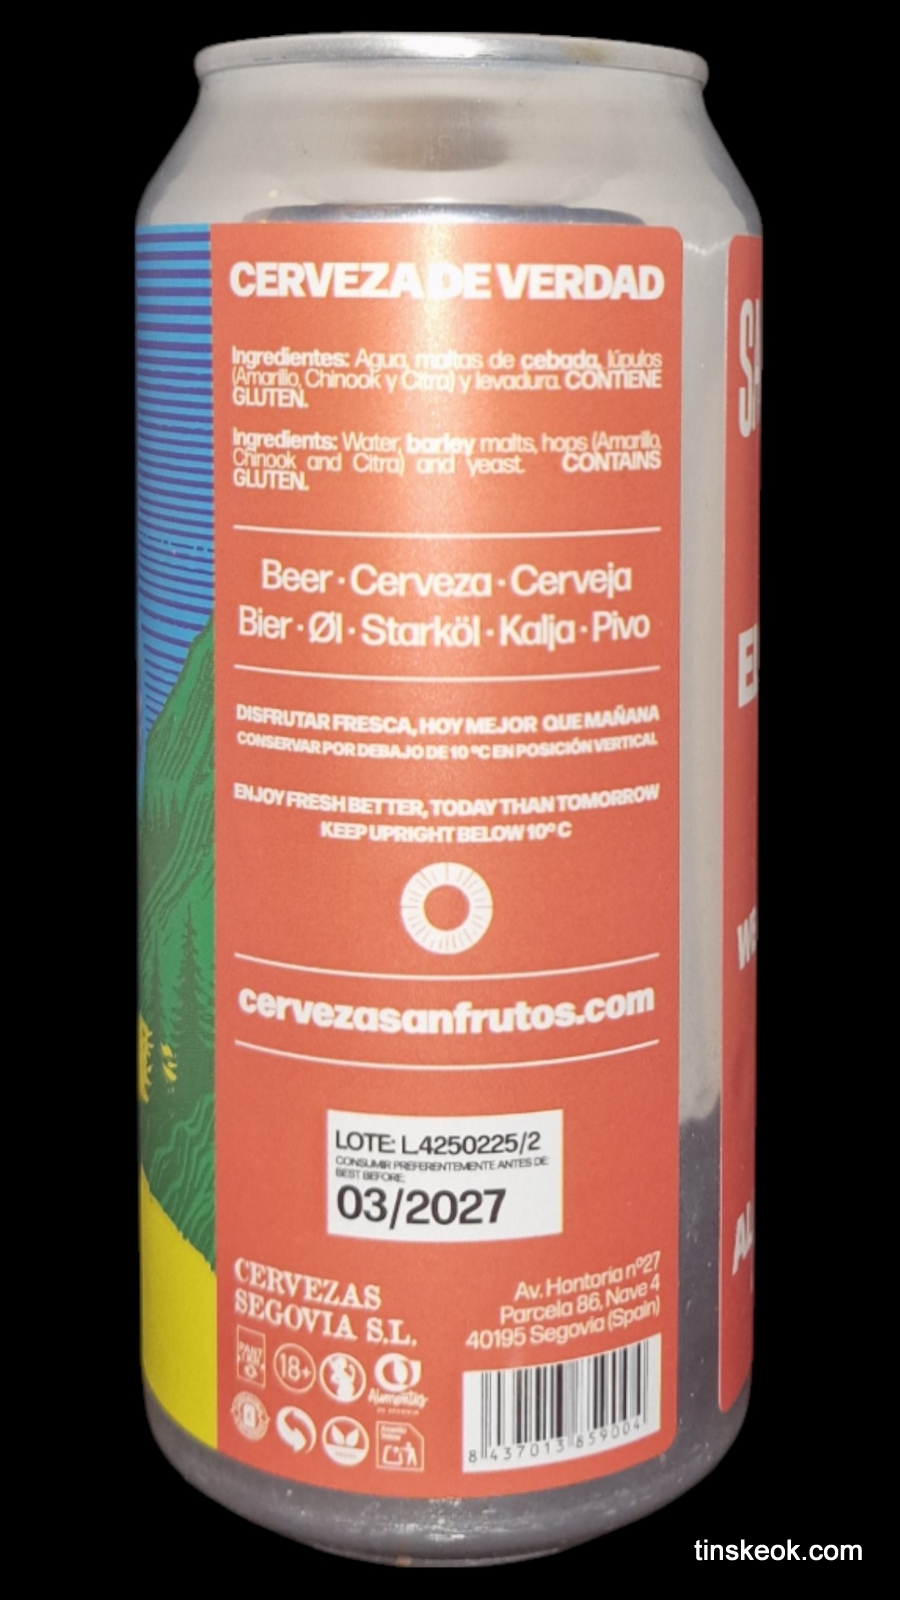 CERVEZA DE VERDAD
Ingredientes: Agua, maltas de cebada, lúpulos
(Amarillo, Chinook y Citra) y levadura. CONTIENE
GLUTEN.
Ingredients: Water, barley malts, hops (Amarillo,
Chinook and Citra) and yeast. CONTAINS
GLUTEN.
Beer · Cerveza · Cerveja
Bier · Øl · Starköl · Kalja · Pivo
DISFRUTAR FRESCA, HOY MEJOR QUE MAÑANA
CONSERVAR POR DEBAJO DE 10 ºC EN POSICIÓN VERTICAL
ENJOY FRESH BETTER, TODAY THAN TOMORROW
KEEP UPRIGHT BELOW 10º C
cervezasanfrutos.com
LOTE: L.4250225/2
CONSUMIR PREFERENTEMENTE ANTES DE:
BEST BEFORE:
03/2027
CERVEZAS
SEGOVIA S.L.
Av. Hontoria nº27
Parcela 86, Nave 4
40195 Segovia (Spain)
18+
Alimentos
DE SEGOVIA
8 437013 859004
tinskeok.com